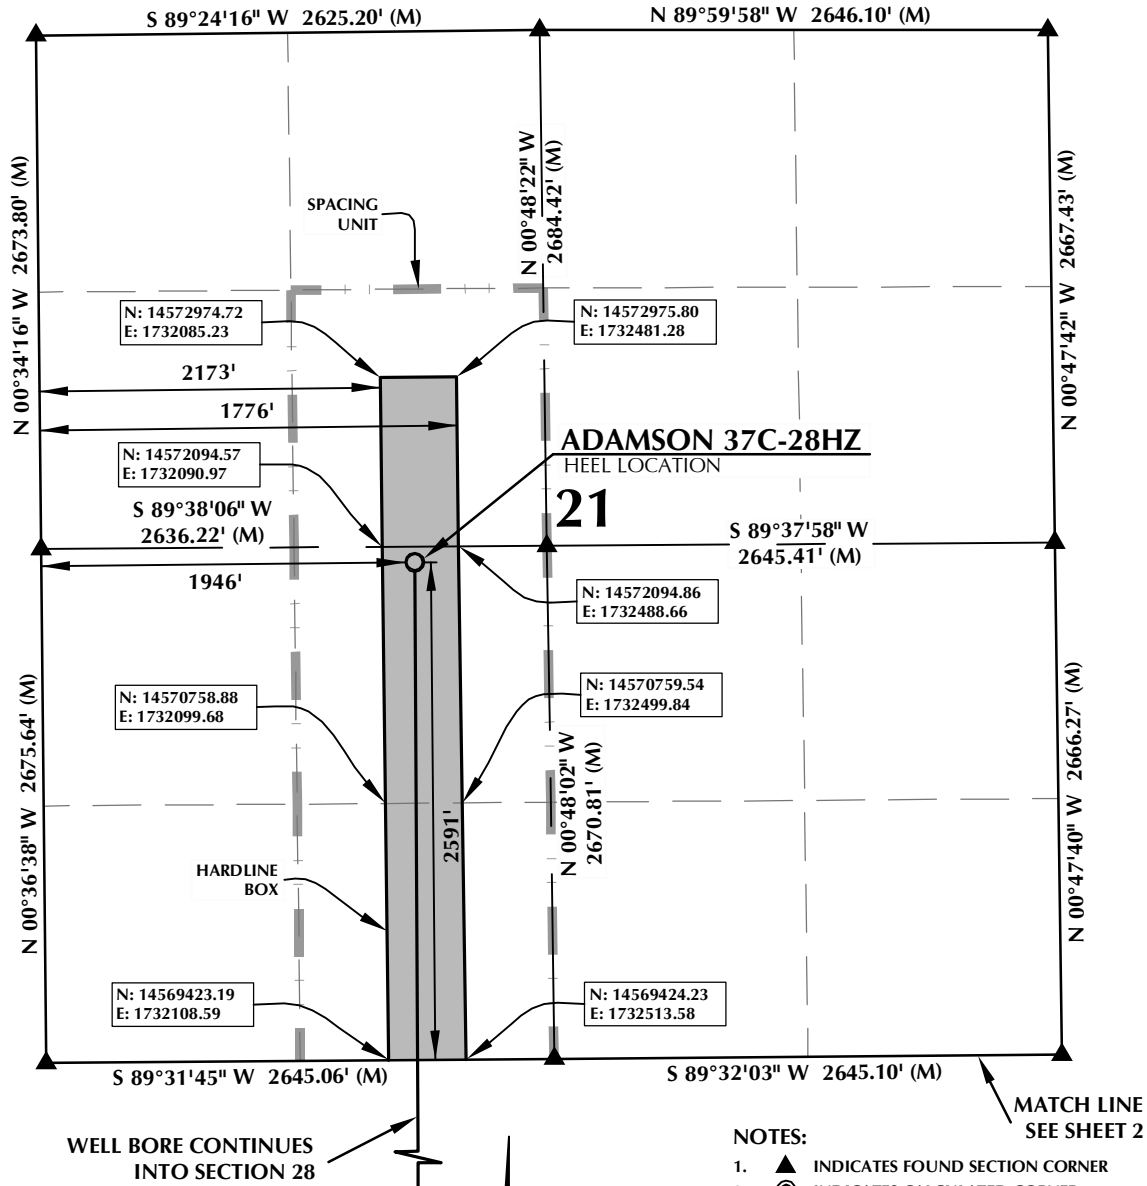 S 89°24'16" W 2625.20' (M)
N 89°59'58" W 2646.10' (M)
N 00°34'16" W 2673.80' (M)
N 00°48'22" W
2684.42' (M)
N 00°47'42" W 2667.43' (M)
SPACING
UNIT
N: 14572974.72
E: 1732085.23
N: 14572975.80
E: 1732481.28
2173'
1776'
ADAMSON 37C-28HZ
HEEL LOCATION
21
N: 14572094.57
E: 1732090.97
S 89°38'06" W
2636.22' (M)
S 89°37'58" W
2645.41' (M)
1946'
N: 14572094.86
E: 1732488.66
N: 14570758.88
E: 1732099.68
N: 14570759.54
E: 1732499.84
N 00°36'38" W 2675.64' (M)
2591'
N 00°48'02" W
2670.81' (M)
N 00°47'40" W 2666.27' (M)
HARDLINE
BOX
N: 14569423.19
E: 1732108.59
N: 14569424.23
E: 1732513.58
S 89°31'45" W 2645.06' (M)
S 89°32'03" W 2645.10' (M)
MATCH LINE
SEE SHEET 2
WELL BORE CONTINUES
INTO SECTION 28
NOTES:
1. INDICATES FOUND SECTION CORNER